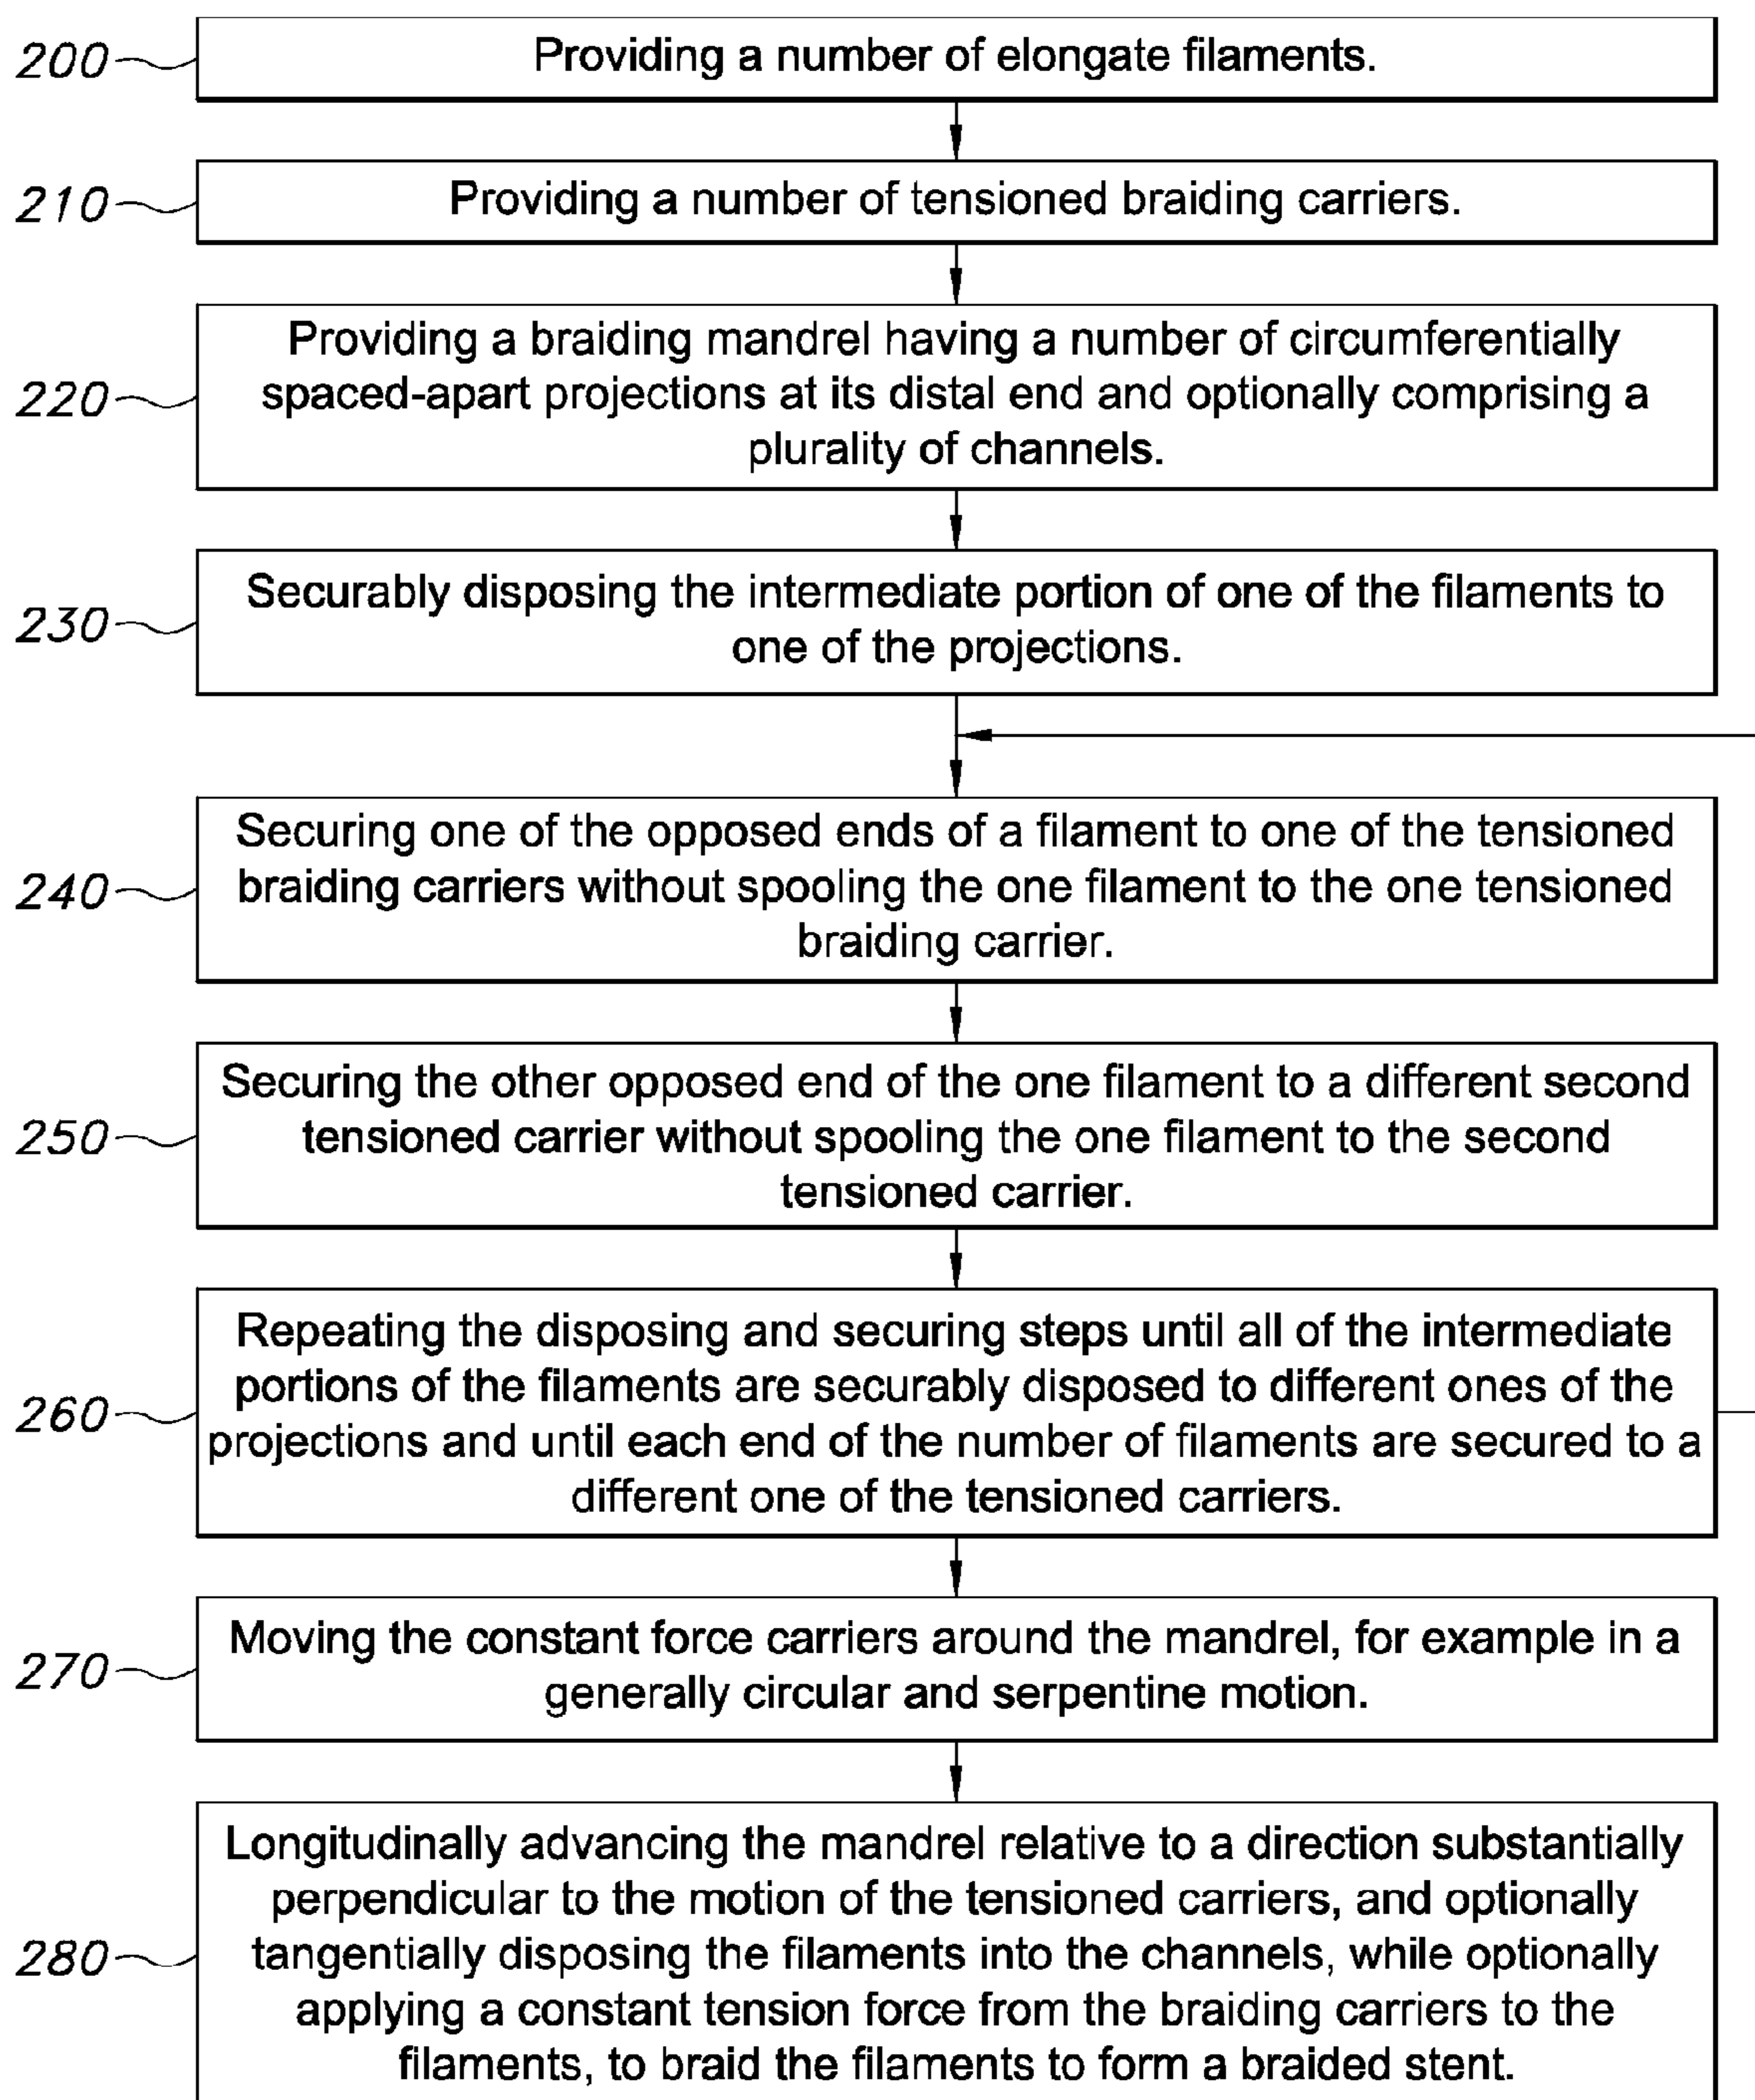 200
Providing a number of elongate filaments.
210
Providing a number of tensioned braiding carriers.
220
Providing a braiding mandrel having a number of circumferentially
spaced-apart projections at its distal end and optionally comprising a
plurality of channels.
230
Securably disposing the intermediate portion of one of the filaments to
one of the projections.
240
Securing one of the opposed ends of a filament to one of the tensioned
braiding carriers without spooling the one filament to the one tensioned
braiding carrier.
250
Securing the other opposed end of the one filament to a different second
tensioned carrier without spooling the one filament to the second
tensioned carrier.
260
Repeating the disposing and securing steps until all of the intermediate
portions of the filaments are securably disposed to different ones of the
projections and until each end of the number of filaments are secured to a
different one of the tensioned carriers.
270
Moving the constant force carriers around the mandrel, for example in a
generally circular and serpentine motion.
280
Longitudinally advancing the mandrel relative to a direction substantially
perpendicular to the motion of the tensioned carriers, and optionally
tangentially disposing the filaments into the channels, while optionally
applying a constant tension force from the braiding carriers to the
filaments, to braid the filaments to form a braided stent.